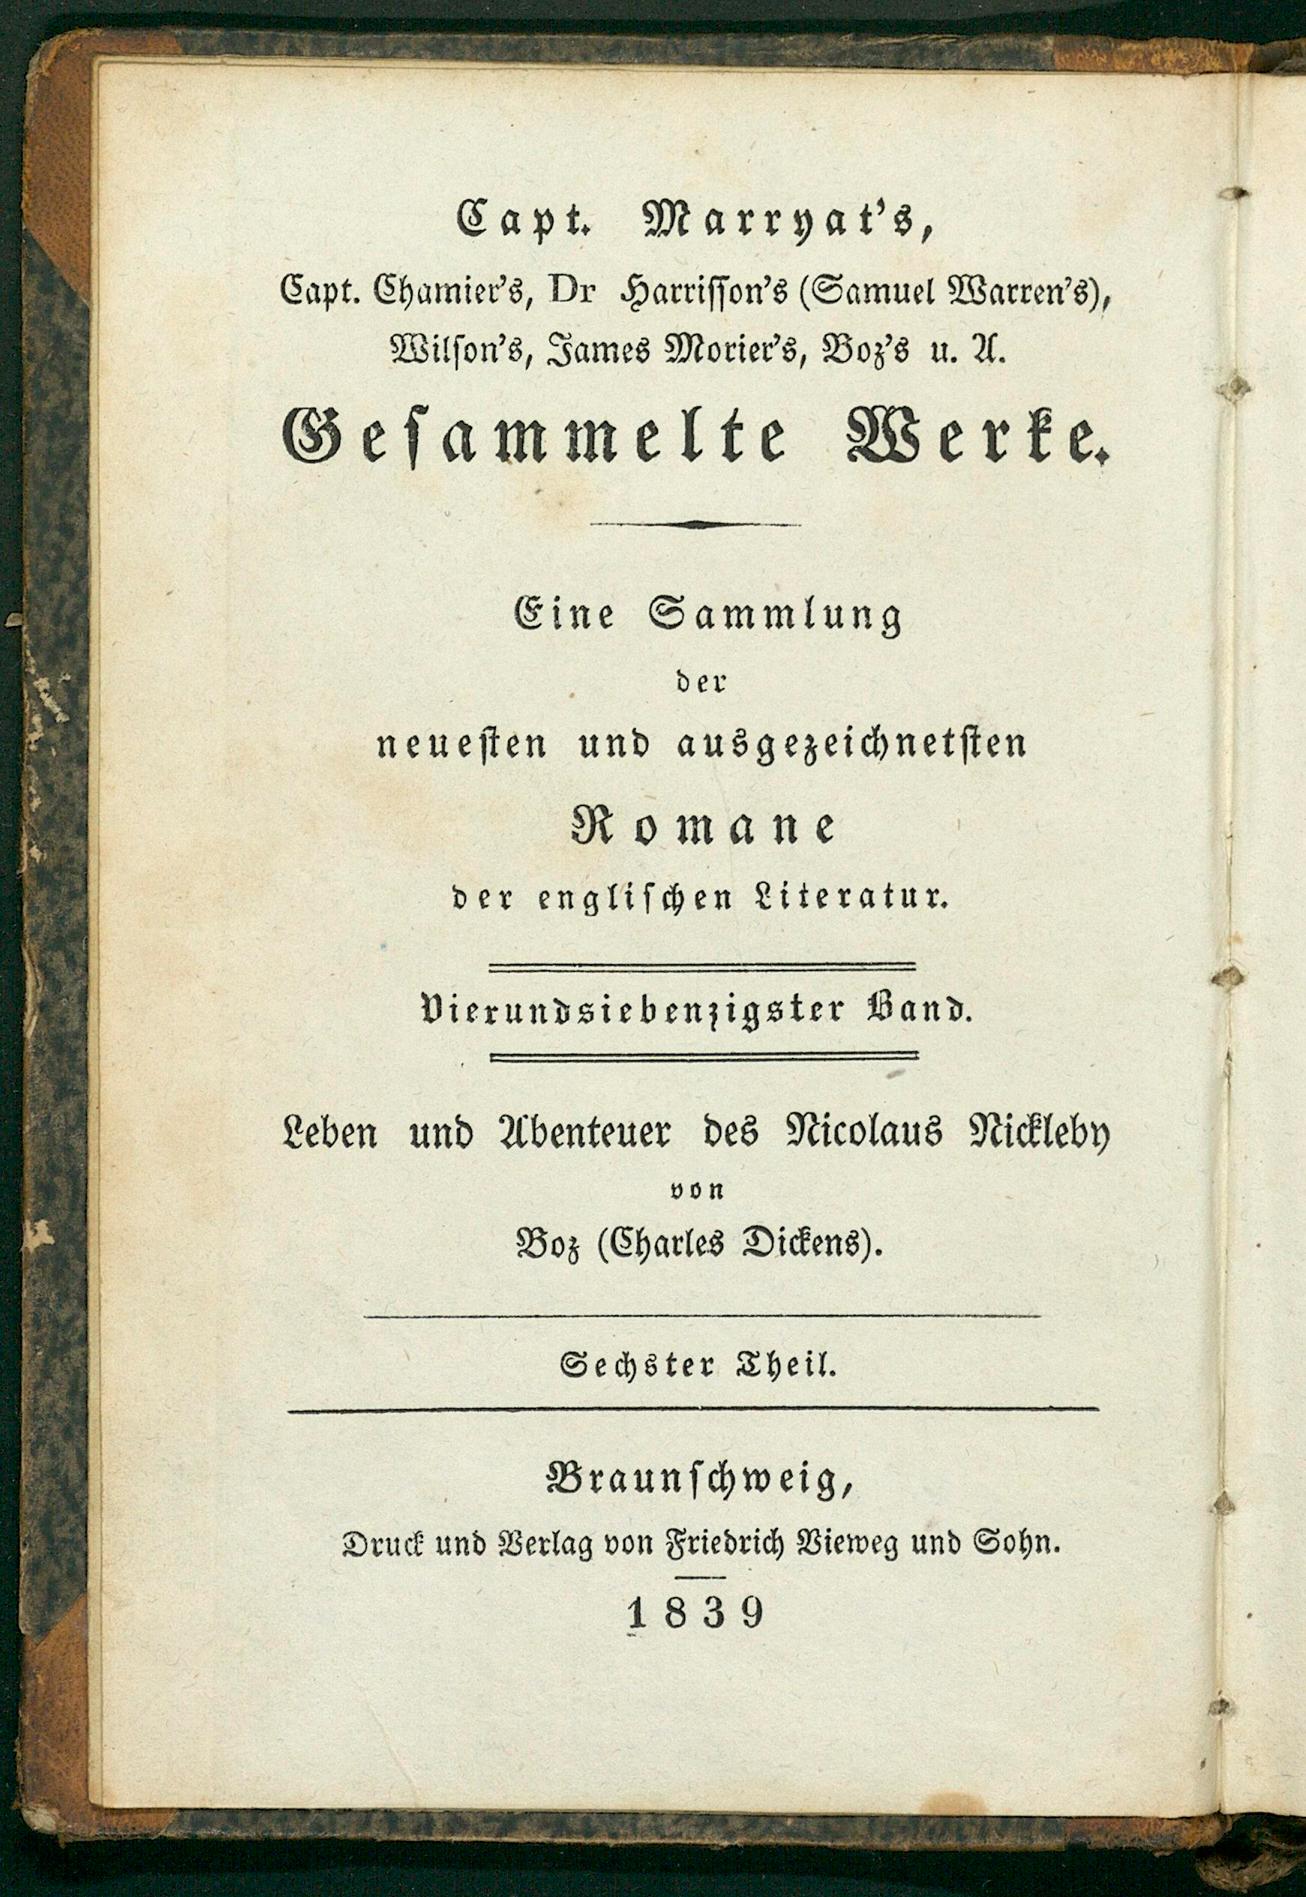 Capt. Marryat's,
Capt. Chamier's, Dr Harriſſon's (Samuel Warren's),
Wilſon's, James Morier's, Boz's u. A.
Geſammelte Werke.
Eine Sammlung
der
neueſten und ausgezeichnetſten
Romane
der engliſchen Literatur.
Vierundsiebenzigster Band.
Leben und Abenteuer des Nicolaus Nickleby
von
Boz (Charles Dickens).
Sechster Theil.
Braunſchweig,
Druck und Verlag von Friedrich Vieweg und Sohn.
1839